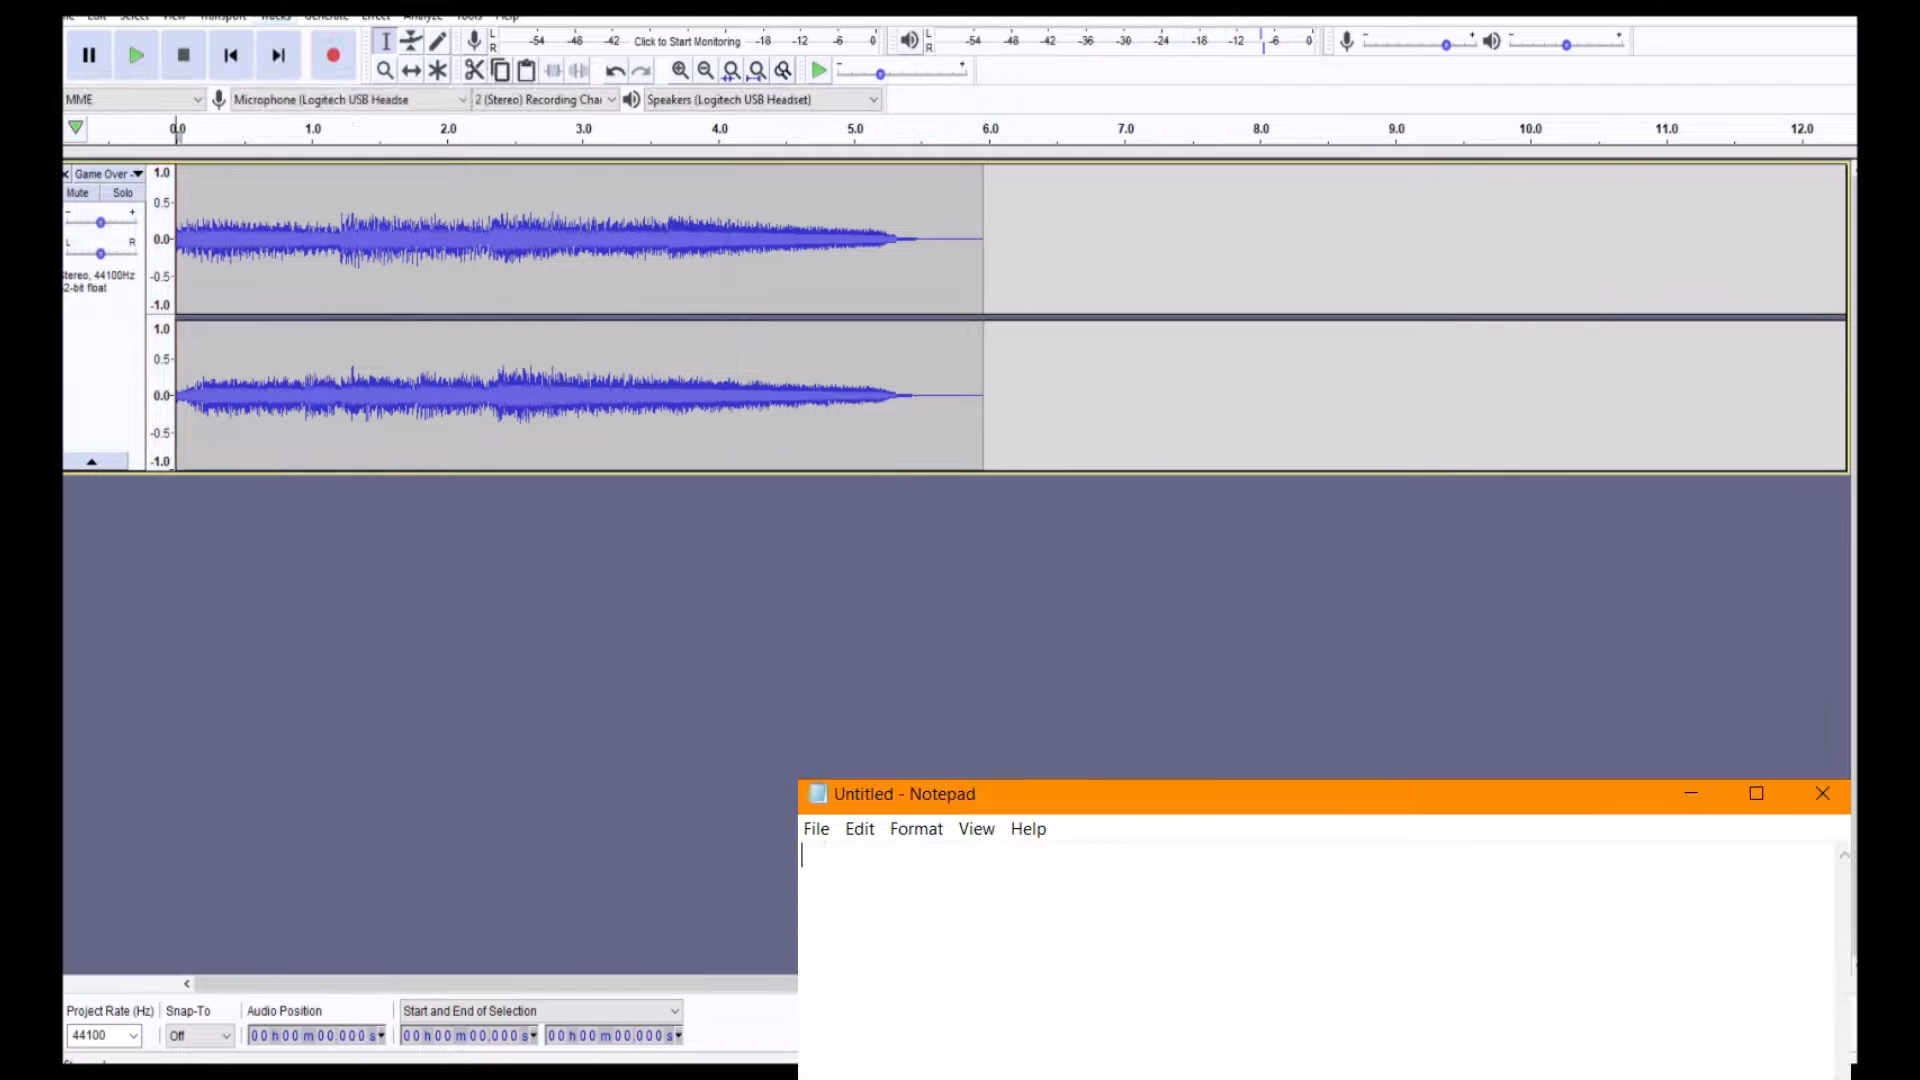 Edit Select View Transport Tracks Generate Effect Analyze Tools Help
L
R
-54 -48 -42 Click to Start Monitoring -18 -12 -6 0
L
R
-54 -48 -42 -36 -30 -24 -18 -12 -6 0
- +
- +
- +
MME
Microphone (Logitech USB Heades
2 (Stereo) Recording Chai
Speakers (Logitech USB Headset)
0.0 1.0 2.0 3.0 4.0 5.0 6.0 7.0 8.0 9.0 10.0 11.0 12.0
Game Over -
Mute Solo
- +
L R
Stereo, 44100Hz
2-bit float
1.0
0.5
0.0
-0.5
-1.0
1.0
0.5
0.0
-0.5
-1.0
Untitled - Notepad
File Edit Format View Help
Project Rate (Hz) Snap-To Audio Position Start and End of Selection
44100 Off 00 h 00 m 00.000 s 00 h 00 m 00.000 s 00 h 00 m 00.000 s